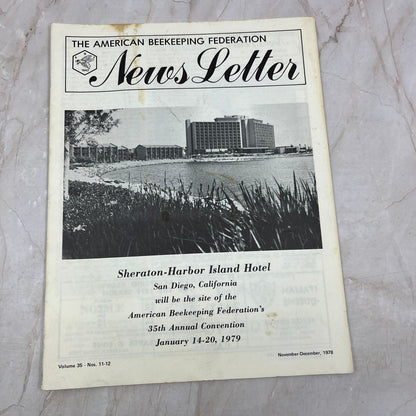 THE AMERICAN BEEKEEPING FEDERATION
News Letter
Sheraton-Harbor Island Hotel
San Diego, California
will be the site of the
American Beekeeping Federation's
35th Annual Convention
January 14-20, 1979
Volume 35 - Nos. 11-12
November-December, 1978